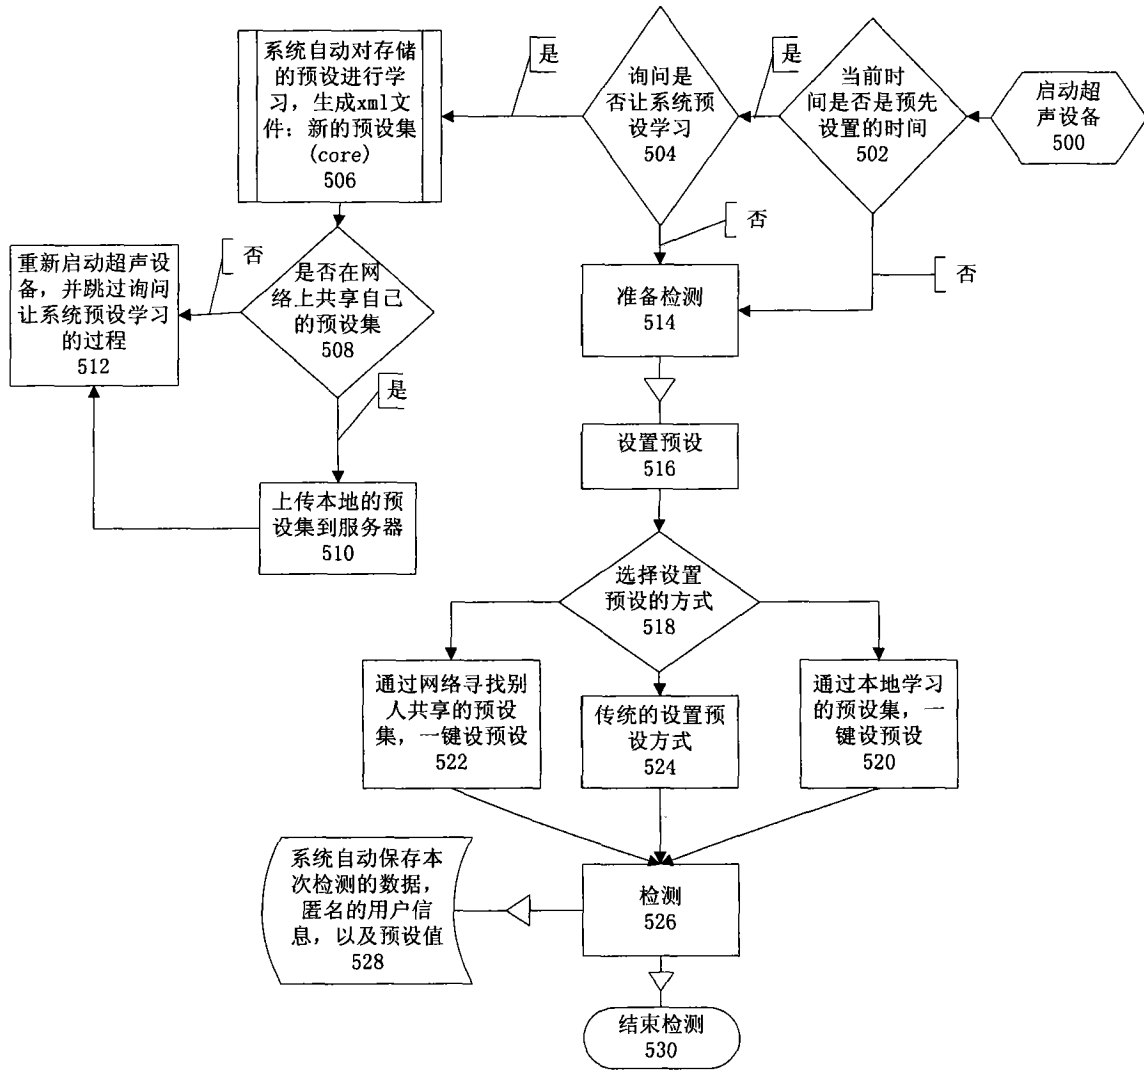 系统自动对存储
的预设进行学
习，生成xml文
件：新的预设集
(core)
506
是
询问是
否让系统预
设学习
504
是
当前时
间是否是预先
设置的时间
502
启动超
声设备
500
否
否
重新启动超声设
备，并跳过询问
让系统预设学习
的过程
512
否
是否在网
络上共享自己
的预设集
508
是
上传本地的预
设集到服务器
510
准备检测
514
设置预设
516
选择设置
预设的方式
518
通过网络寻找别
人共享的预设
集，一键设预设
522
传统的设置预
设方式
524
通过本地学习
的预设集，一
键设预设
520
系统自动保存本
次检测的数据，
匿名的用户信
息，以及预设值
528
检测
526
结束检测
530